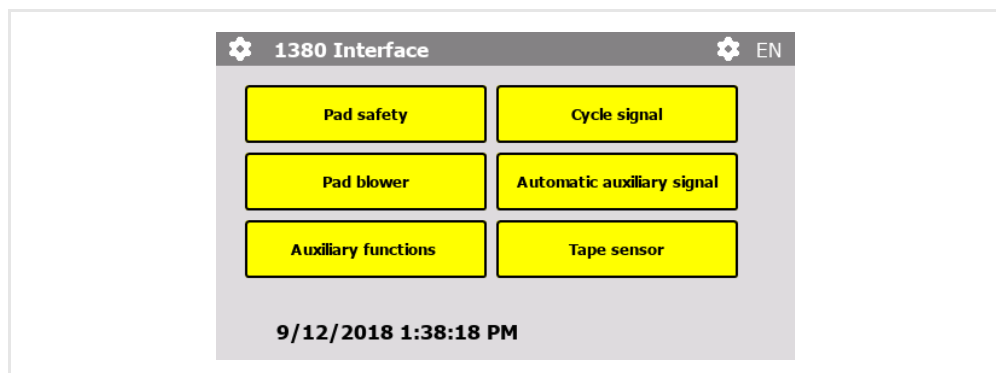 1380 Interface EN
Pad safety Cycle signal
Pad blower Automatic auxiliary signal
Auxiliary functions Tape sensor
9/12/2018 1:38:18 PM